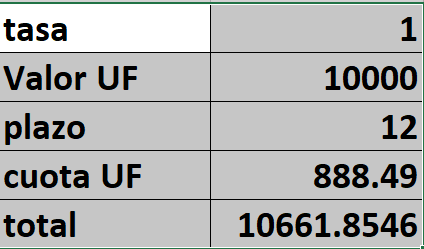 tasa 1
Valor UF 10000
plazo 12
cuota UF 888.49
total 10661.8546